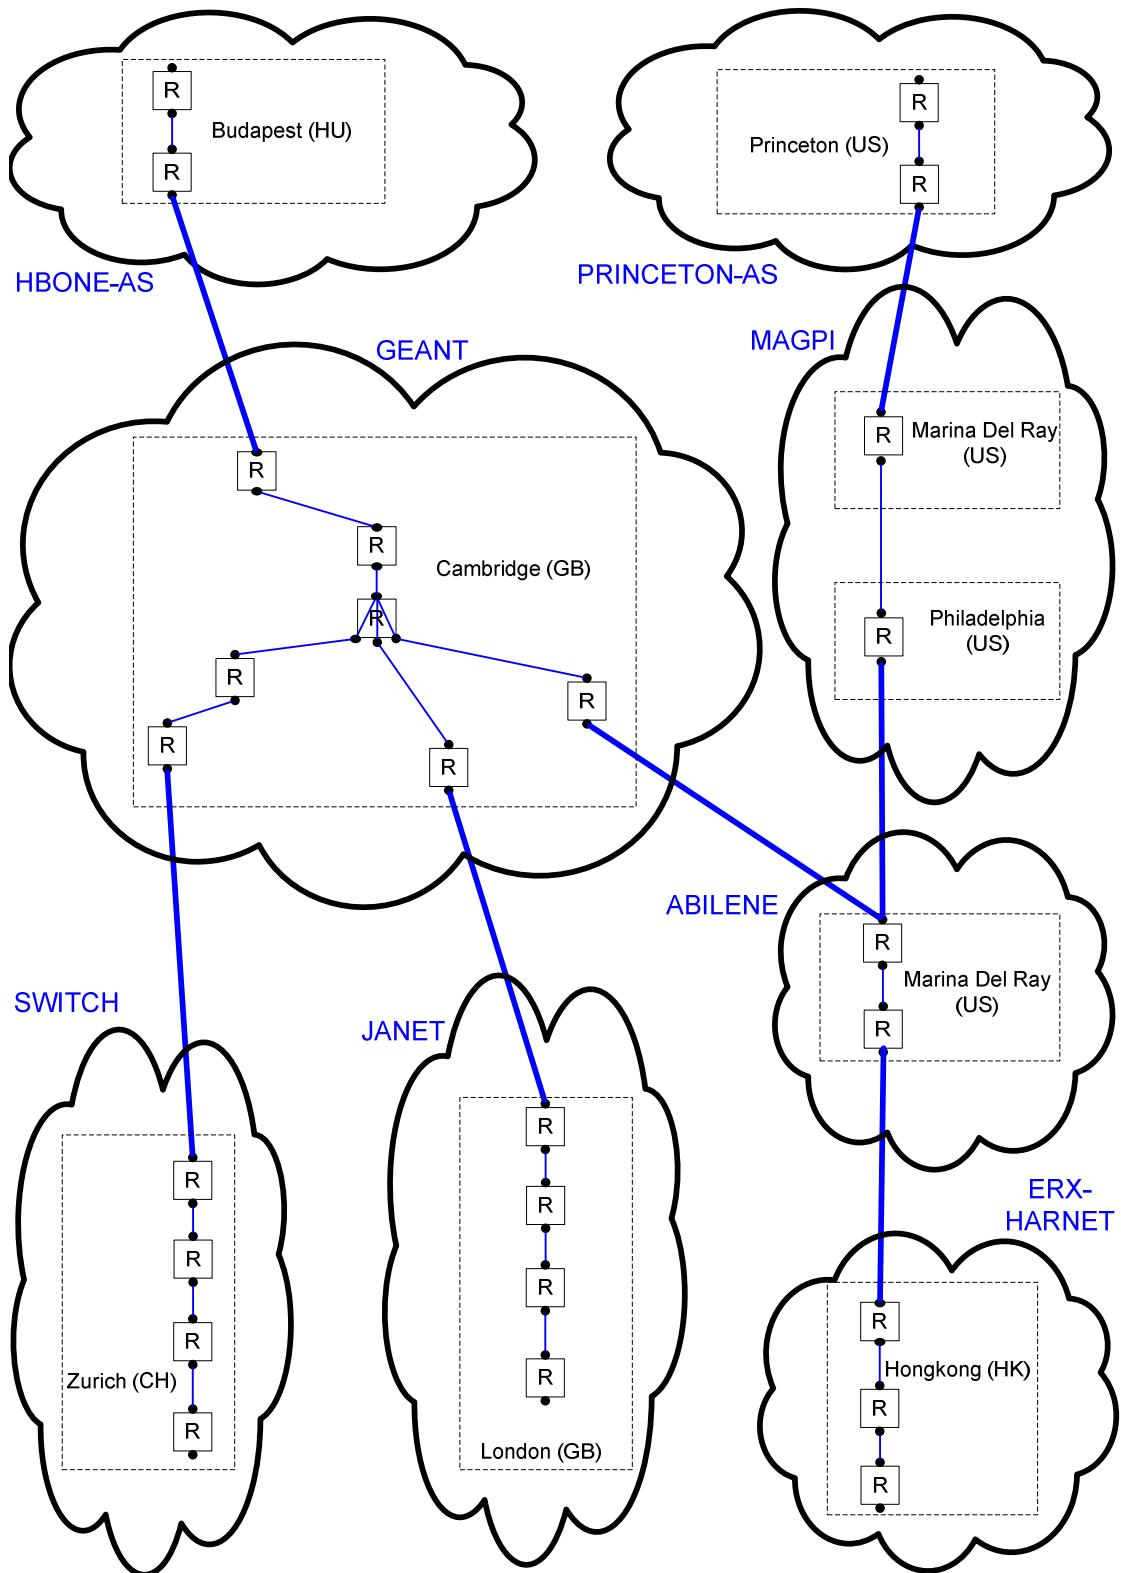 R
Budapest (HU)
R
HBONE-AS
R
Princeton (US)
R
PRINCETON-AS
GEANT
R
R
Cambridge (GB)
R
R
R
R
R
MAGPI
R
Marina Del Ray
(US)
R
Philadelphia
(US)
ABILENE
R
Marina Del Ray
(US)
R
SWITCH
R
R
R
Zurich (CH)
R
JANET
R
R
R
R
London (GB)
ERX-
HARNET
R
Hongkong (HK)
R
R